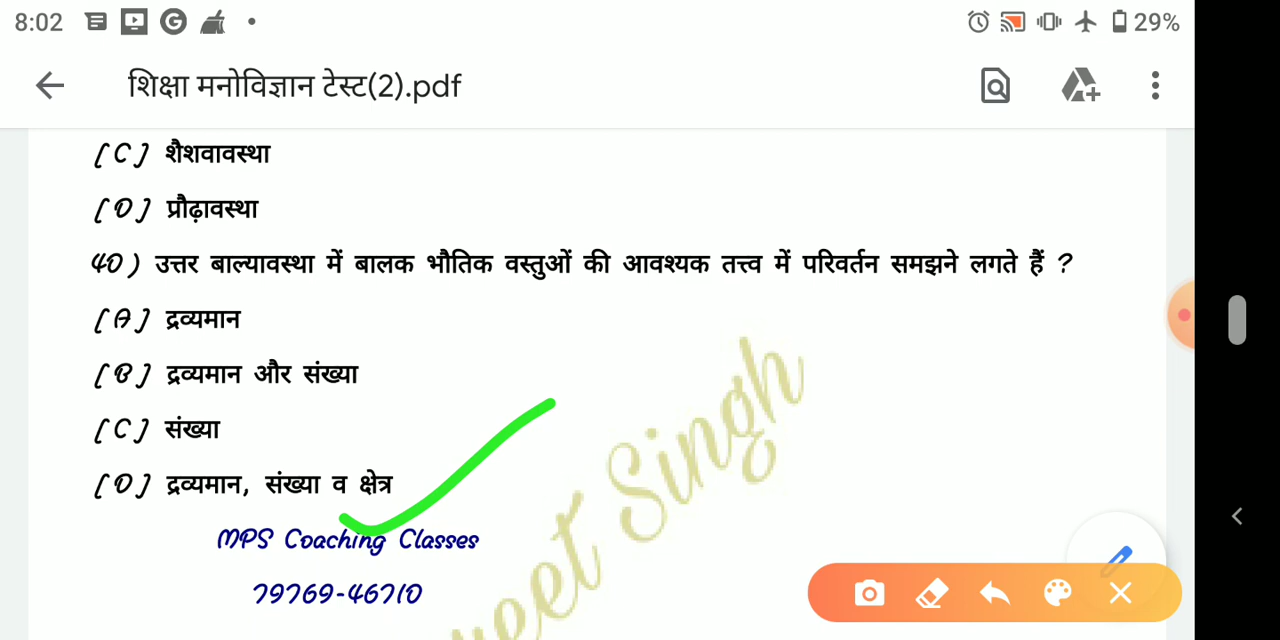 8:02 29%
शिक्षा मनोविज्ञान टेस्ट(2).pdf
[C] शैशवावस्था
[D] प्रौढ़ावस्था
40) उत्तर बाल्यावस्था में बालक भौतिक वस्तुओं की आवश्यक तत्त्व में परिवर्तन समझने लगते हैं ?
[A] द्रव्यमान
[B] द्रव्यमान और संख्या
[C] संख्या
[D] द्रव्यमान, संख्या व क्षेत्र
MPS Coaching Classes
79769-46710
Singh